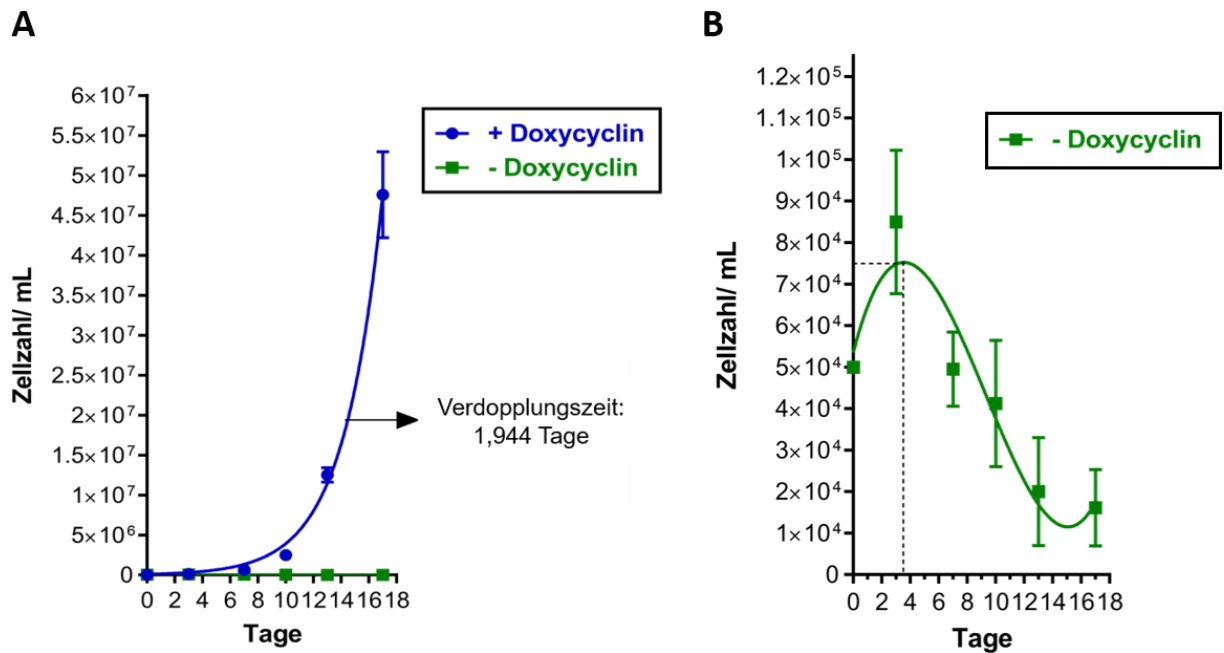 A
B
6×10⁷
5.5×10⁷
5×10⁷
4.5×10⁷
4×10⁷
3.5×10⁷
3×10⁷
2.5×10⁷
2×10⁷
1.5×10⁷
1×10⁷
5×10⁶
0
Zellzahl/ mL
0 2 4 6 8 10 12 14 16 18
Tage
+ Doxycyclin
- Doxycyclin
Verdopplungszeit:
1,944 Tage
1.2×10⁵
1.1×10⁵
1×10⁵
9×10⁴
8×10⁴
7×10⁴
6×10⁴
5×10⁴
4×10⁴
3×10⁴
2×10⁴
1×10⁴
0
Zellzahl/ mL
0 2 4 6 8 10 12 14 16 18
Tage
- Doxycyclin